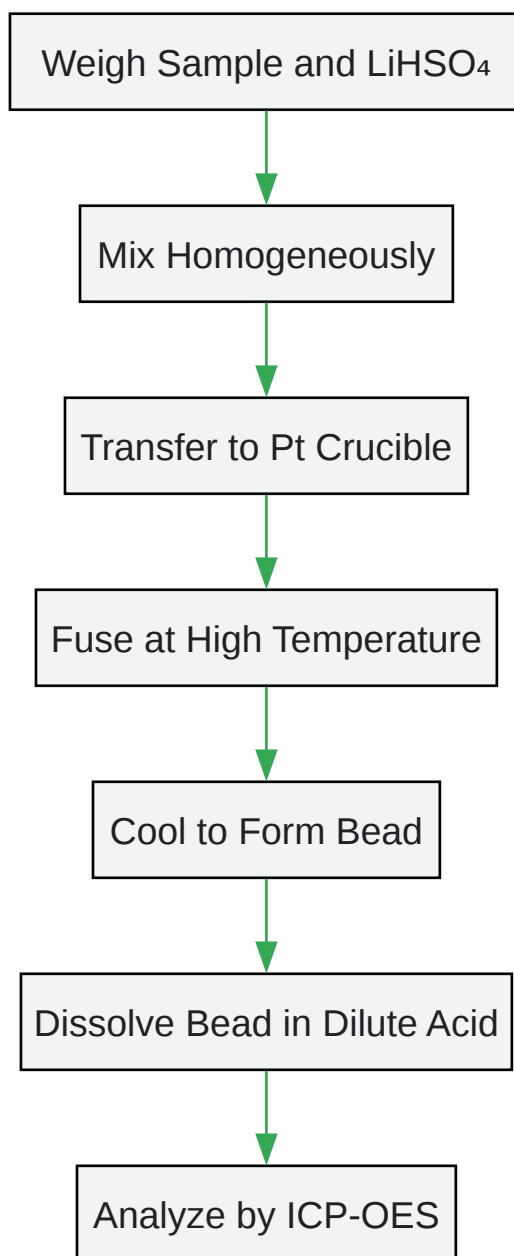 Weigh Sample and LiHSO₄
Mix Homogeneously
Transfer to Pt Crucible
Fuse at High Temperature
Cool to Form Bead
Dissolve Bead in Dilute Acid
Analyze by ICP-OES